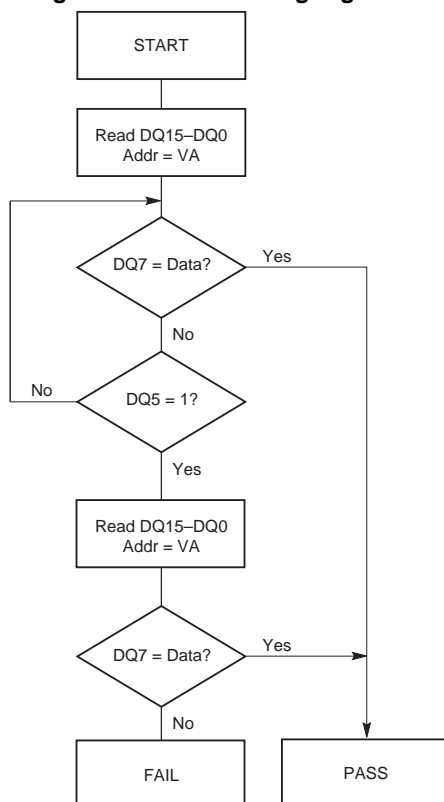 START
Read DQ15–DQ0
Addr = VA
DQ7 = Data?
Yes
No
No
DQ5 = 1?
Yes
Read DQ15–DQ0
Addr = VA
DQ7 = Data?
Yes
No
FAIL
PASS